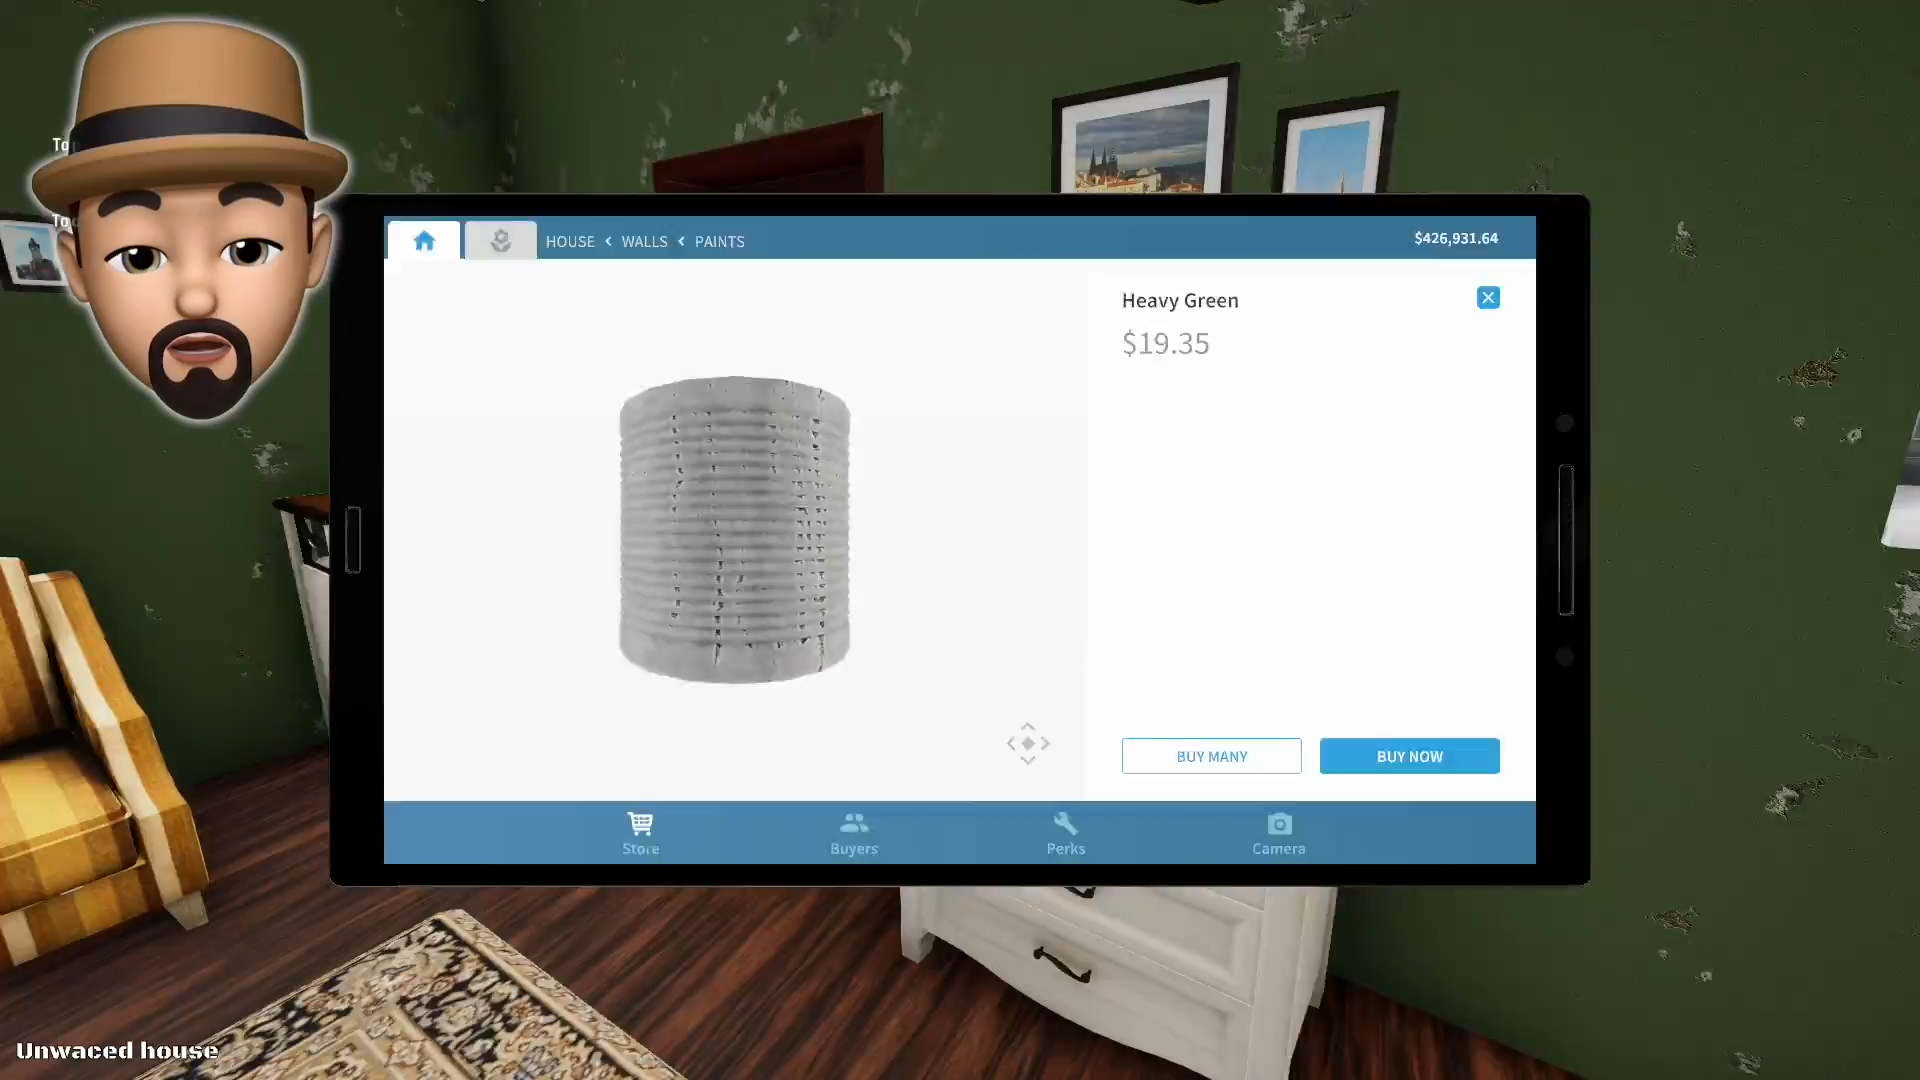 HOUSE < WALLS < PAINTS
$426,931.64
Heavy Green
$19.35
BUY MANY
BUY NOW
Store
Buyers
Perks
Camera
Unwaced house